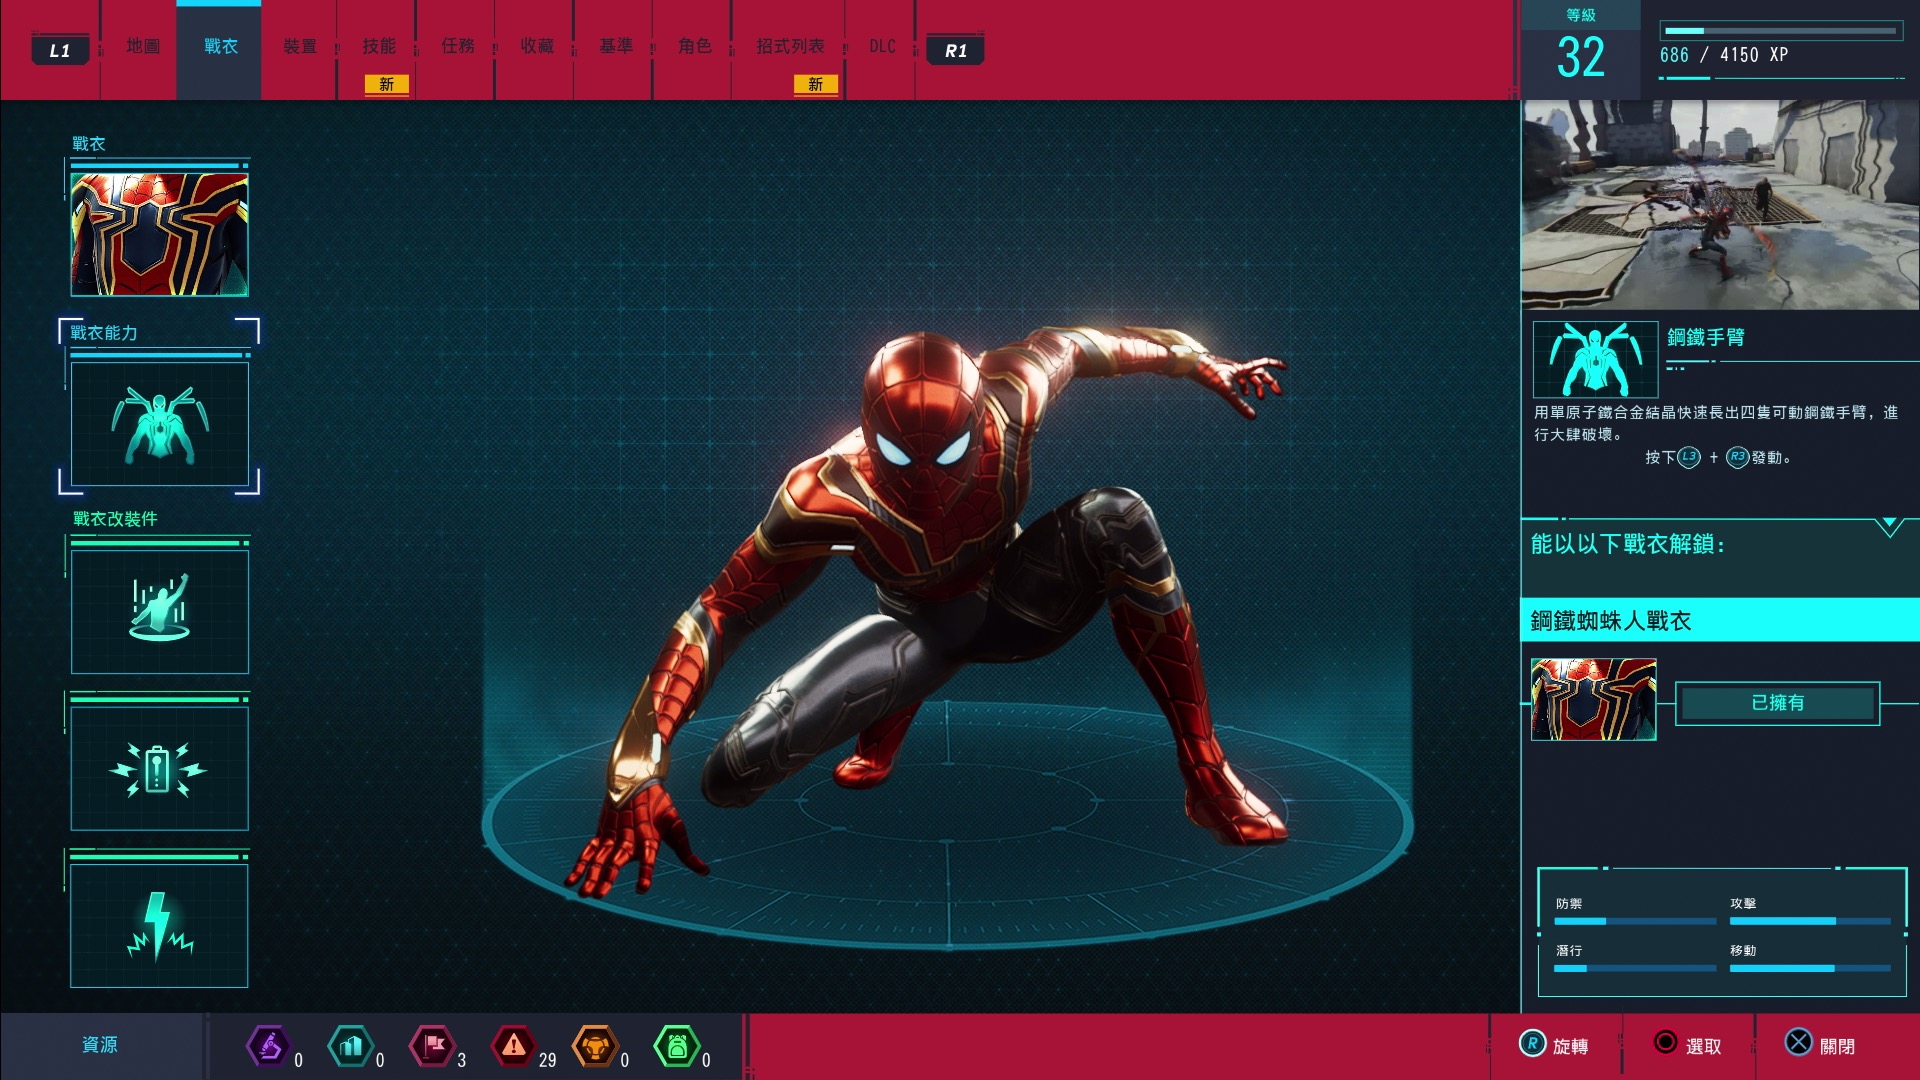 L1
地圖
戰衣
裝置
技能
新
任務
收藏
基準
角色
招式列表
新
DLC
R1
等級
32
686 / 4150 XP
戰衣
戰衣能力
戰衣改裝件
鋼鐵手臂
用單原子鐵合金結晶快速長出四隻可動鋼鐵手臂，進
行大肆破壞。
按下L3 + R3發動。
能以以下戰衣解鎖：
鋼鐵蜘蛛人戰衣
已擁有
防禦
攻擊
潛行
移動
資源
0
0
3
29
0
0
R 旋轉
選取
關閉